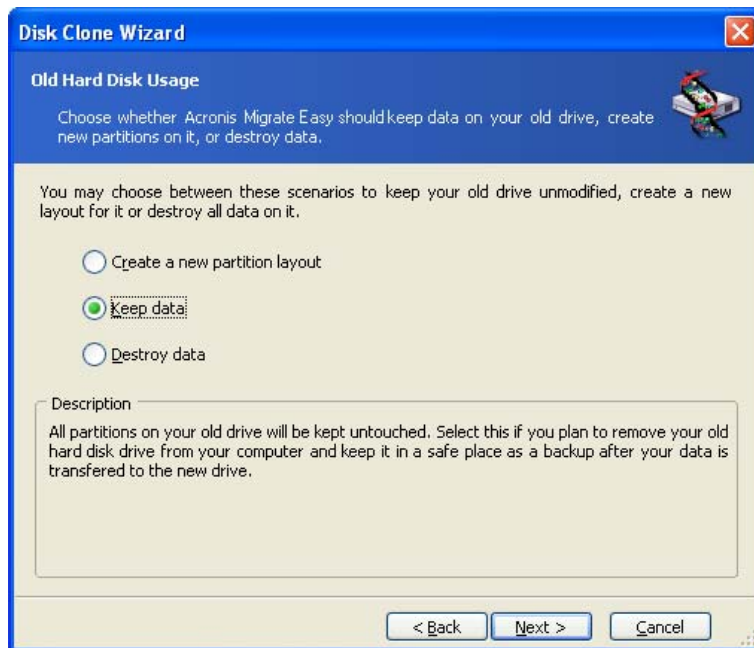 Disk Clone Wizard
Old Hard Disk Usage
Choose whether Acronis Migrate Easy should keep data on your old drive, create
new partitions on it, or destroy data.
You may choose between these scenarios to keep your old drive unmodified, create a new
layout for it or destroy all data on it.
Create a new partition layout
Keep data
Destroy data
Description
All partitions on your old drive will be kept untouched. Select this if you plan to remove your old
hard disk drive from your computer and keep it in a safe place as a backup after your data is
transfered to the new drive.
< Back Next > Cancel